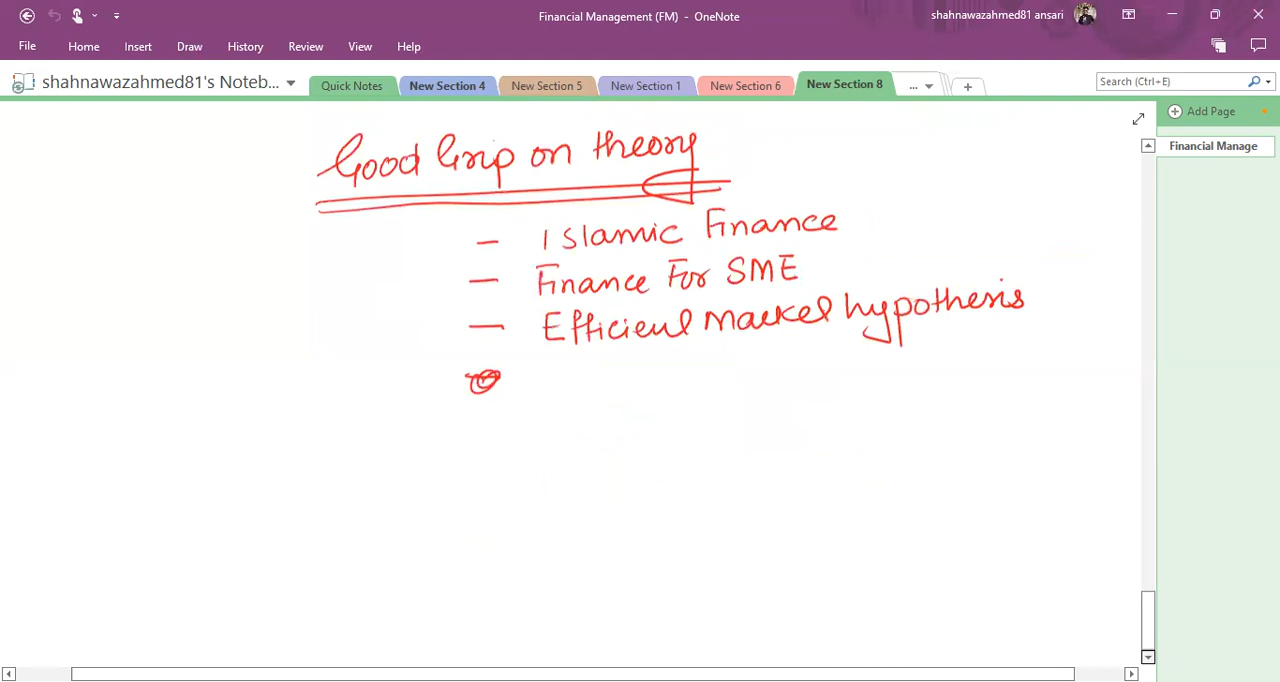 Financial Management (FM) - OneNote
shahnawazahmed81 ansari
File Home Insert Draw History Review View Help
shahnawazahmed81's Noteb...
Quick Notes New Section 4 New Section 5 New Section 1 New Section 6 New Section 8 ...
Search (Ctrl+E)
Add Page
Financial Manage
Good Grip on theory
- Islamic Finance
- Finance For SME
- Efficient Market hypothesis